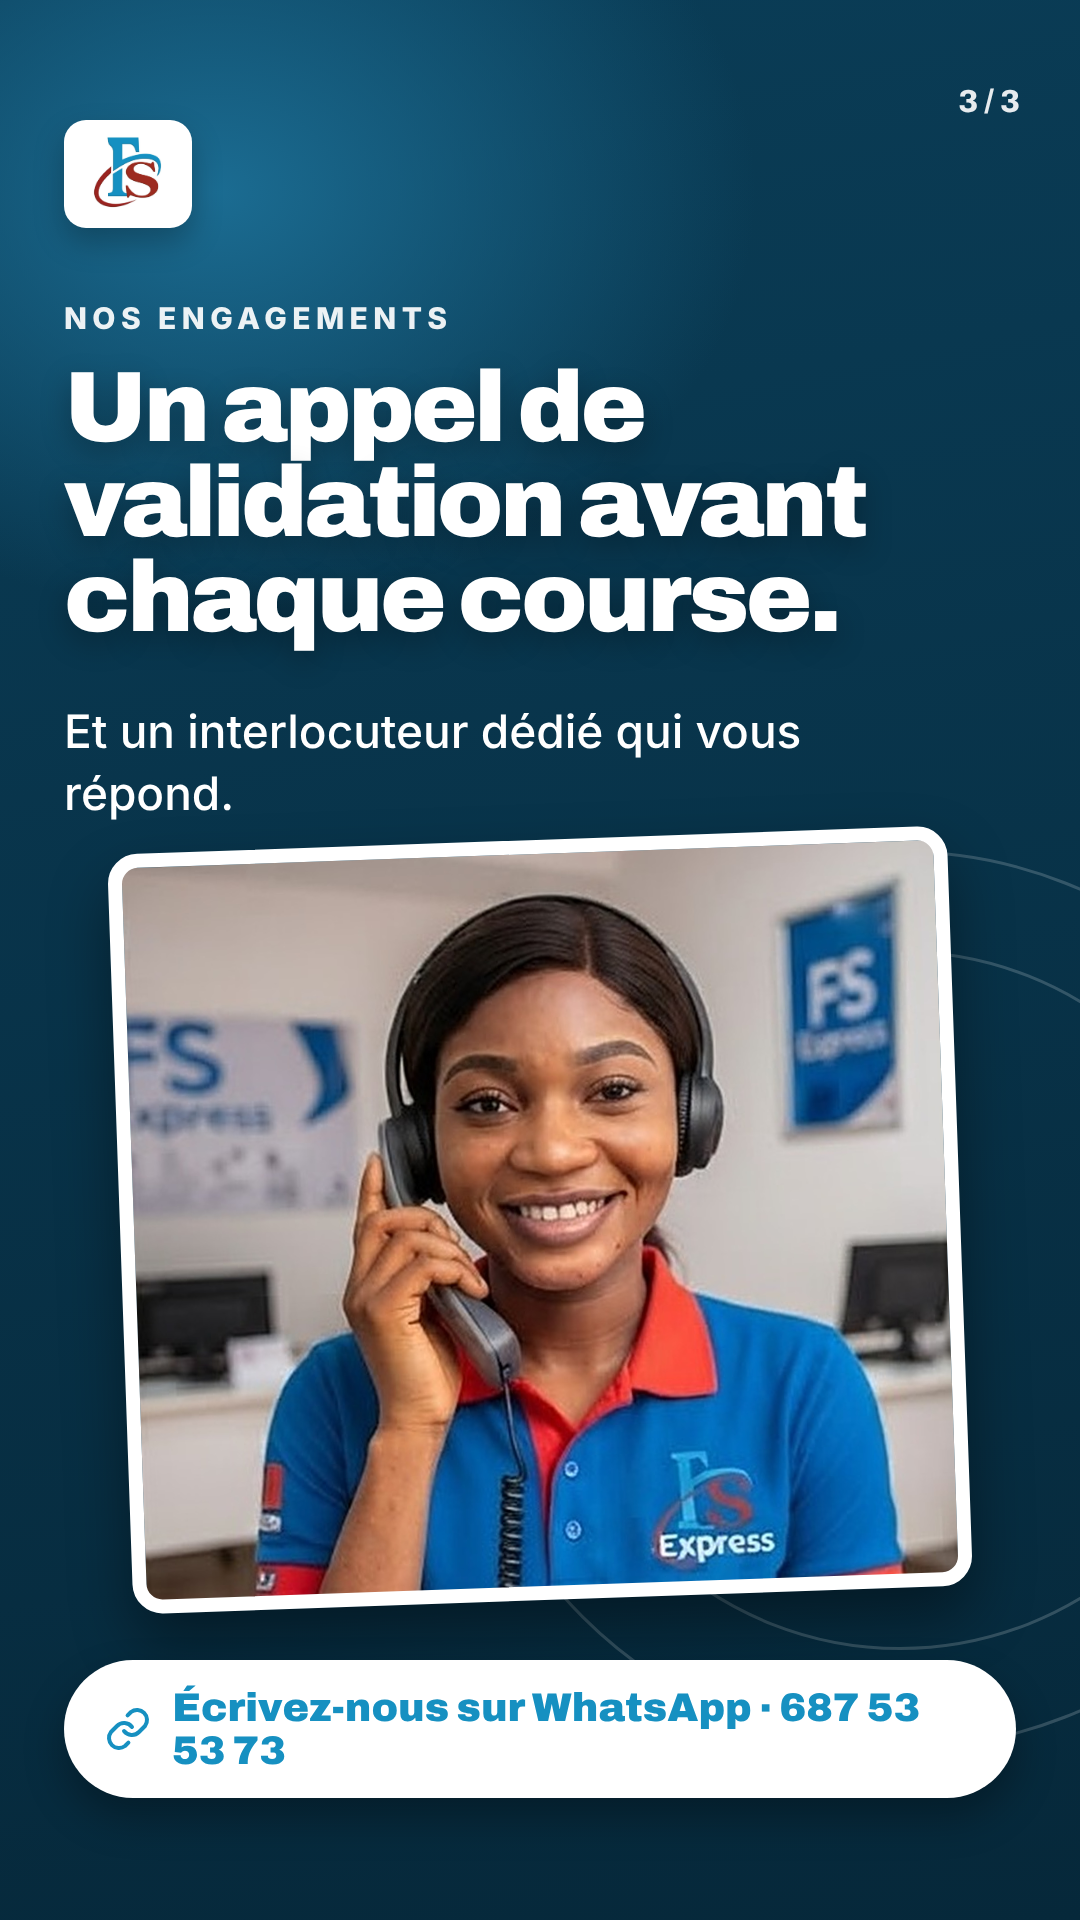 3/3
FS
NOS ENGAGEMENTS
Un appel de
validation avant
chaque course.
Et un interlocuteur dédié qui vous
répond.
FS
Express
FS
xpress
Fs
Express
Écrivez-nous sur WhatsApp · 687 53
53 73